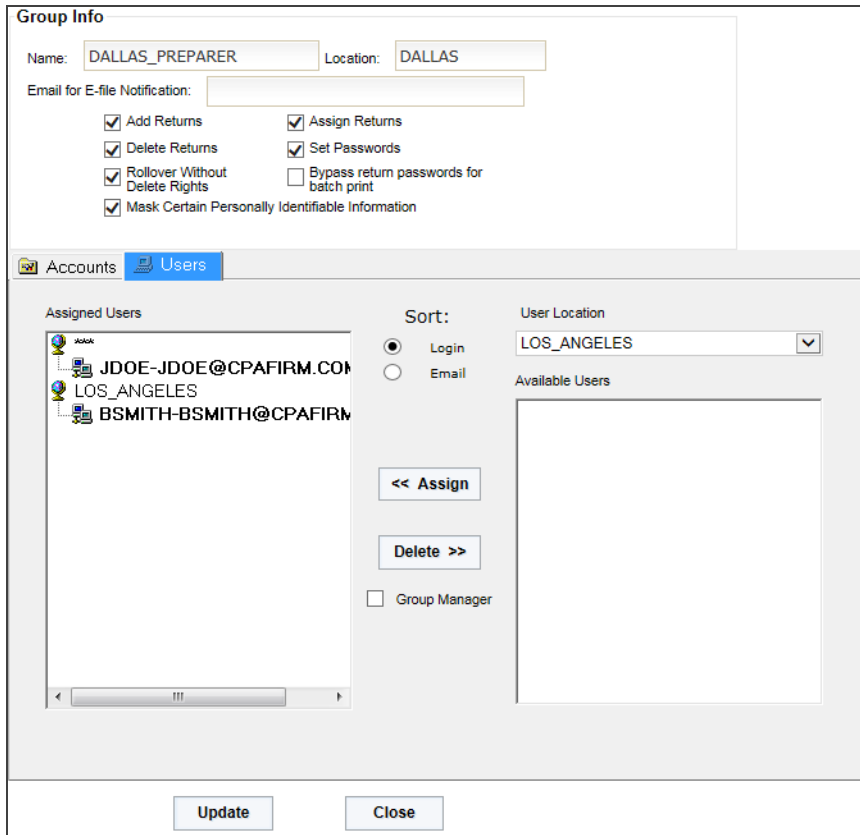 Group Info
Name: DALLAS_PREPARER Location: DALLAS
Email for E-file Notification:
Add Returns Assign Returns
Delete Returns Set Passwords
Rollover Without Delete Rights
Bypass return passwords for batch print
Mask Certain Personally Identifiable Information
Accounts Users
Assigned Users
****
JDOE-JDOE@CPAFIRM.COM
LOS_ANGELES
BSMITH-BSMITH@CPAFIRM
Sort:
Login
Email
<< Assign
Delete >>
Group Manager
User Location
LOS_ANGELES
Available Users
Update Close